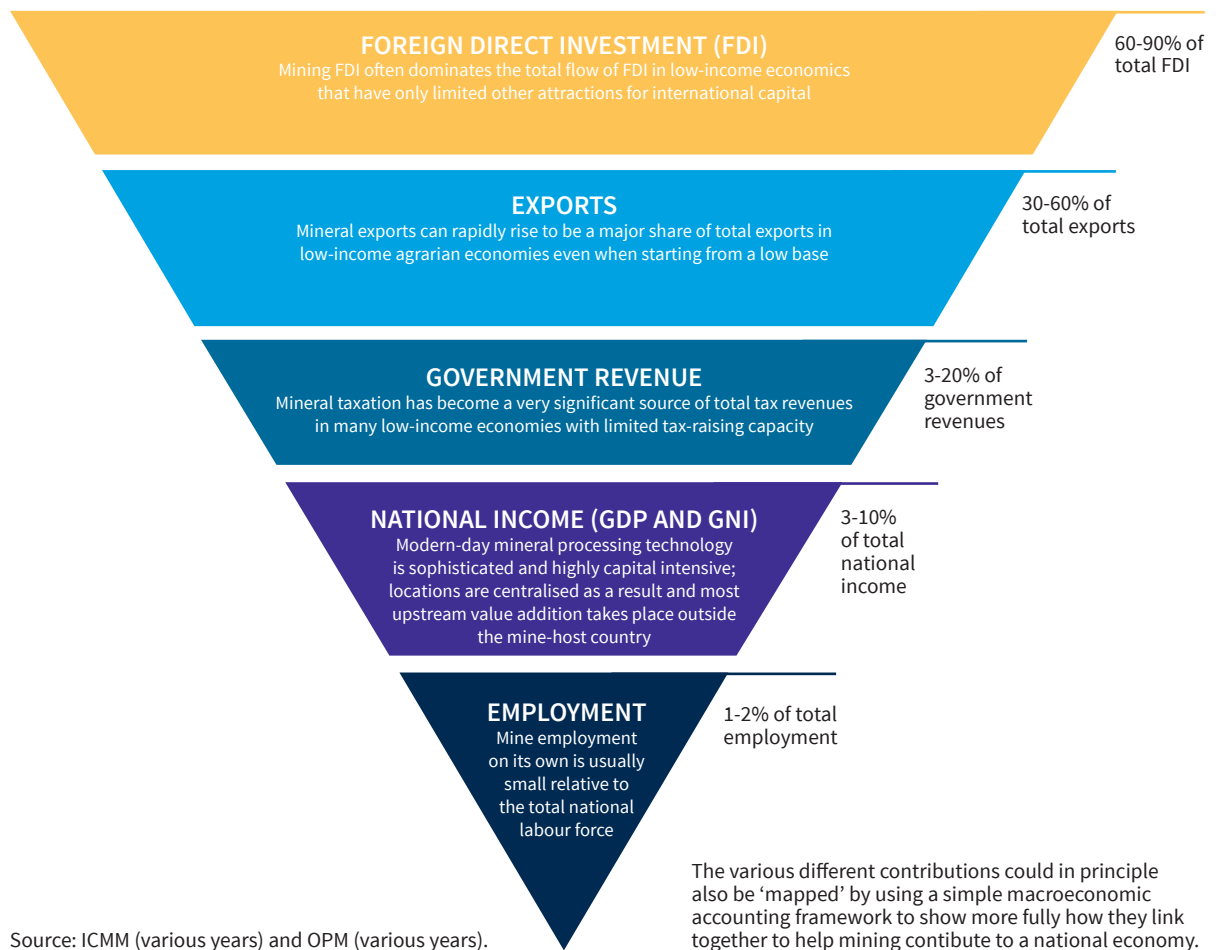 FOREIGN DIRECT INVESTMENT (FDI)
Mining FDI often dominates the total flow of FDI in low-income economics
that have only limited other attractions for international capital
60-90% of
total FDI
EXPORTS
Mineral exports can rapidly rise to be a major share of total exports in
low-income agrarian economies even when starting from a low base
30-60% of
total exports
GOVERNMENT REVENUE
Mineral taxation has become a very significant source of total tax revenues
in many low-income economies with limited tax-raising capacity
3-20% of
government
revenues
NATIONAL INCOME (GDP AND GNI)
Modern-day mineral processing technology
is sophisticated and highly capital intensive;
locations are centralised as a result and most
upstream value addition takes place outside
the mine-host country
3-10%
of total
national
income
EMPLOYMENT
Mine employment
on its own is usually
small relative to
the total national
labour force
1-2% of total
employment
The various different contributions could in principle
also be ‘mapped’ by using a simple macroeconomic
accounting framework to show more fully how they link
together to help mining contibute to a national economy.
Source: ICMM (various years) and OPM (various years).